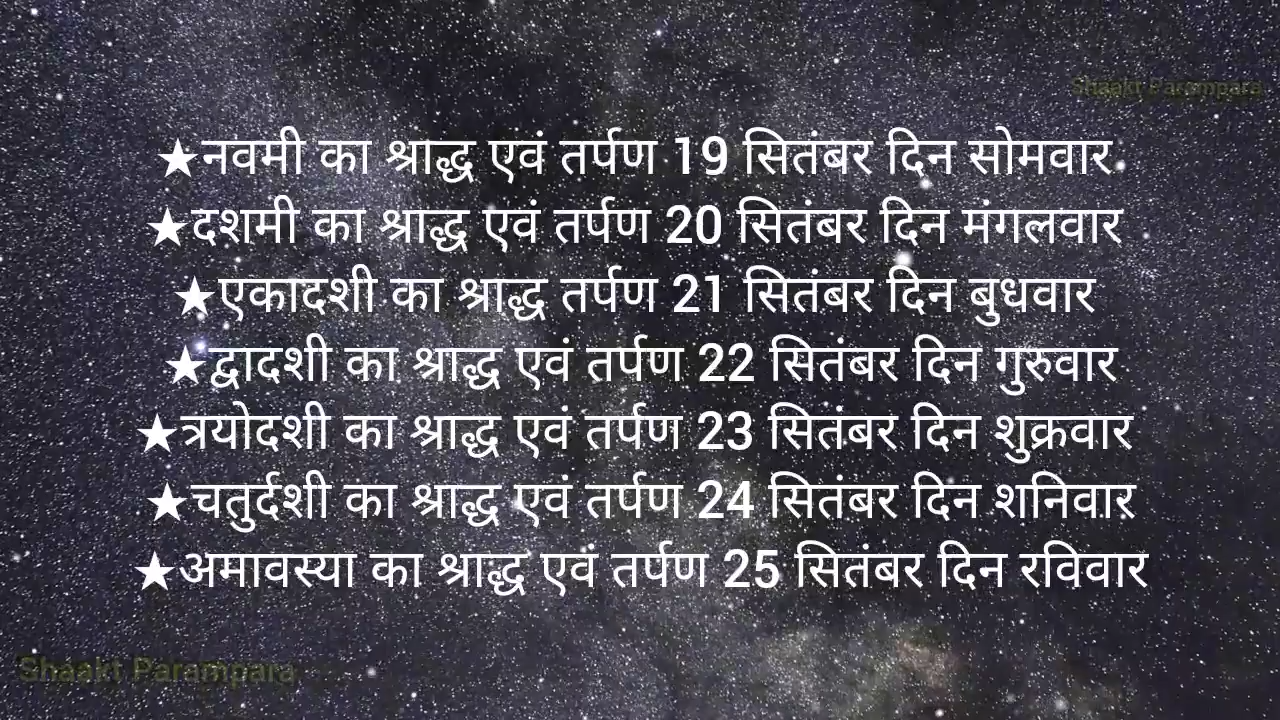 Shaakt Parampara
★नवमी का श्राद्ध एवं तर्पण 19 सितंबर दिन सोमवार
★दशमी का श्राद्ध एवं तर्पण 20 सितंबर दिन मंगलवार
★एकादशी का श्राद्ध तर्पण 21 सितंबर दिन बुधवार
★द्वादशी का श्राद्ध एवं तर्पण 22 सितंबर दिन गुरुवार
★त्रयोदशी का श्राद्ध एवं तर्पण 23 सितंबर दिन शुक्रवार
★चतुर्दशी का श्राद्ध एवं तर्पण 24 सितंबर दिन शनिवार
★अमावस्या का श्राद्ध एवं तर्पण 25 सितंबर दिन रविवार
Shaakt Parampara